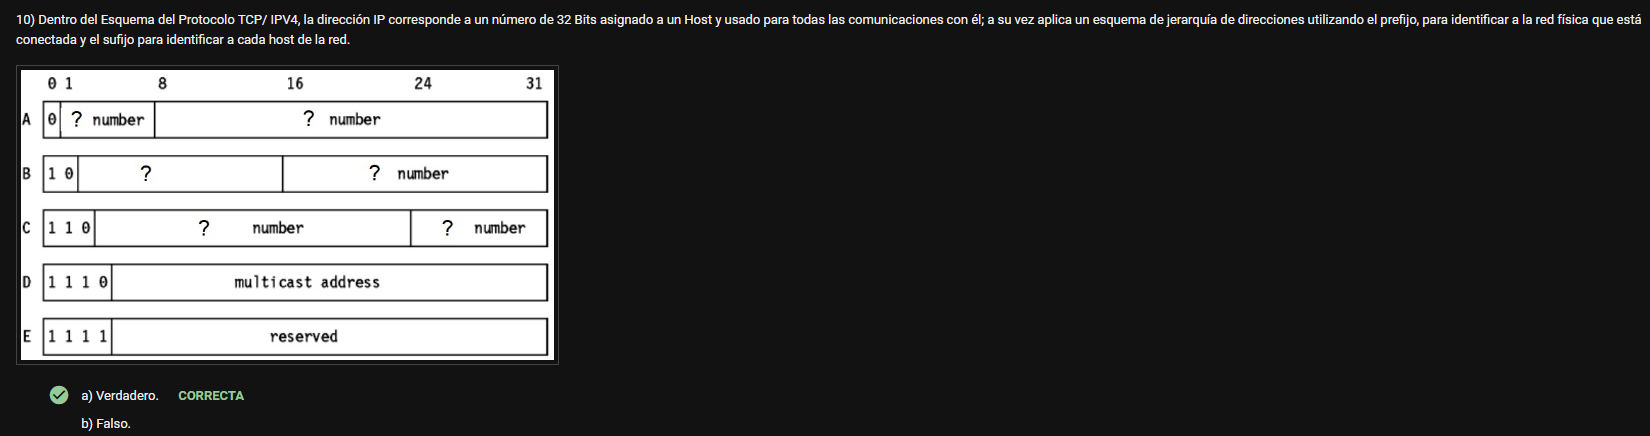 10) Dentro del Esquema del Protocolo TCP/ IPV4, la dirección IP corresponde a un número de 32 Bits asignado a un Host y usado para todas las comunicaciones con él; a su vez aplica un esquema de jerarquía de direcciones utilizando el prefijo, para identificar a la red física que está
conectada y el sufijo para identificar a cada host de la red.
0 1 8 16 24 31
A 0 ? number ? number
B 1 0 ? ? number
C 1 1 0 ? number ? number
D 1 1 1 0 multicast address
E 1 1 1 1 reserved
a) Verdadero. CORRECTA
b) Falso.